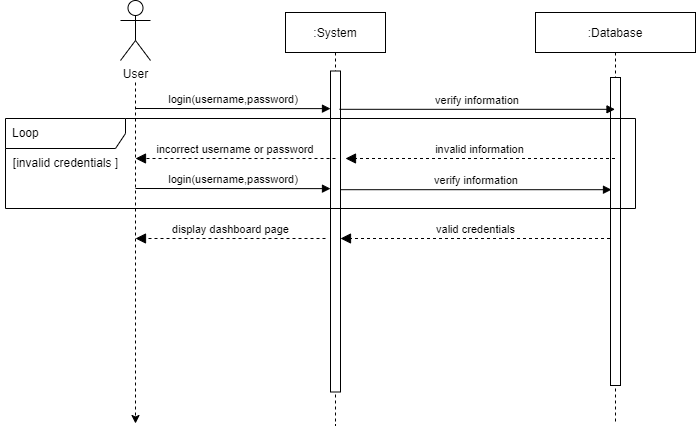 :System
:Database
User
login(username,password)
verify information
Loop
incorrect username or password
invalid information
[invalid credentials ]
login(username,password)
verify information
display dashboard page
valid credentials